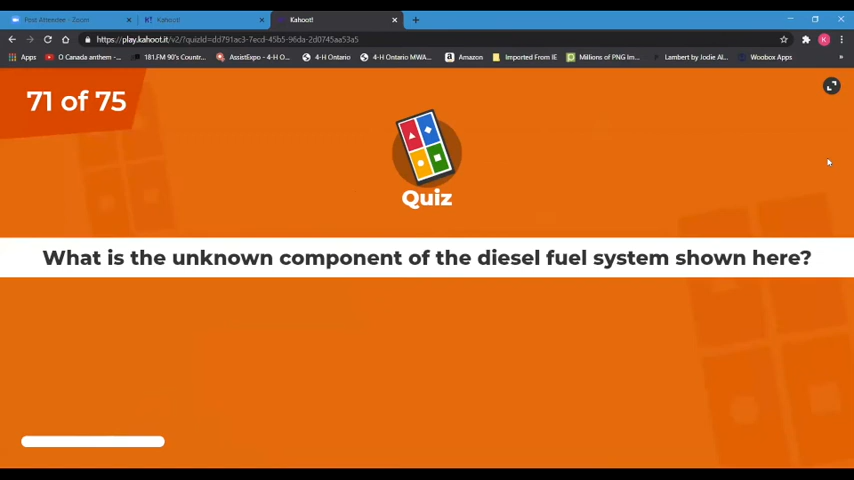 Post Attendee - Zoom
Kahoot!
Kahoot!
https://play.kahoot.it/v2/?quizId=dd791ac3-7ecd-45b5-96da-2d0745aa53a5
Apps
O Canada anthem -...
181.FM 90's Countr...
AssistExpo - 4-H O...
4-H Ontario
4-H Ontario MWA...
Amazon
Imported From IE
Millions of PNG Im...
Lambert by Jodie Al...
Woobox Apps
K
71 of 75
Quiz
What is the unknown component of the diesel fuel system shown here?